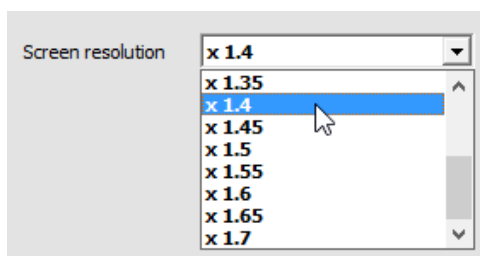 Screen resolution x 1.4
x 1.35
x 1.4
x 1.45
x 1.5
x 1.55
x 1.6
x 1.65
x 1.7